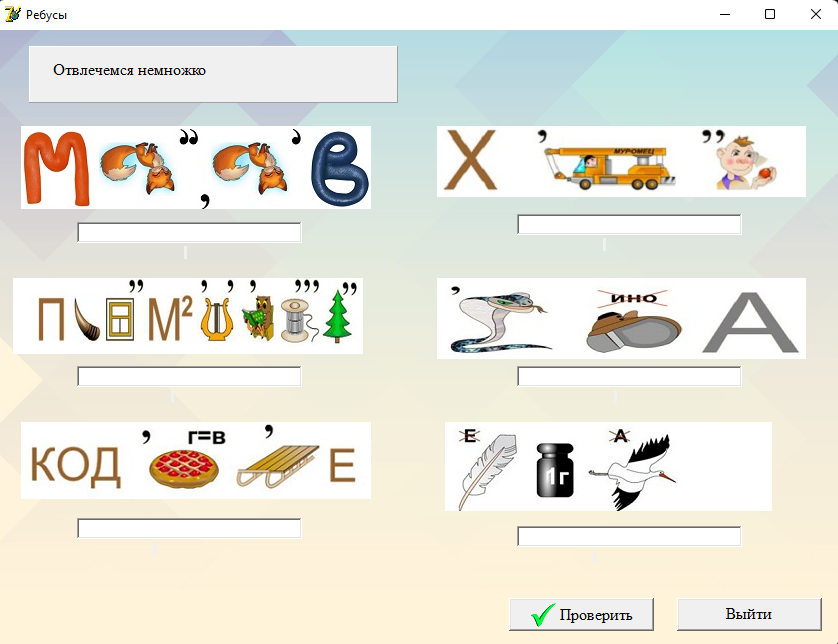 Ребусы
Отвлечемся немножко
М ,, , , В
Х , МУРОМЕЦ ,,
П ,, М² , , , ,,, ,,
, ИНО А
КОД , Г=В , Е
Е 1г А
Проверить Выйти